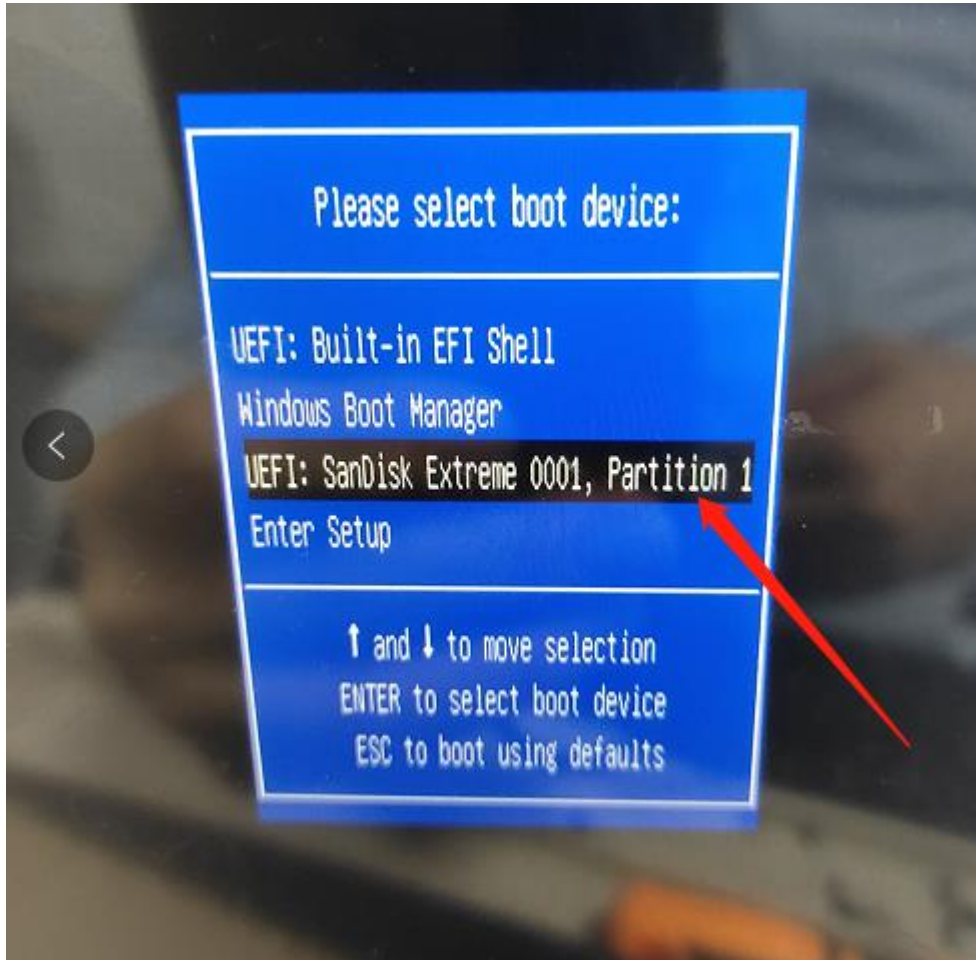 Please select boot device:
UEFI: Built-in EFI Shell
Windows Boot Manager
UEFI: SanDisk Extreme 0001, Partition 1
Enter Setup
↑ and ↓ to move selection
ENTER to select boot device
ESC to boot using defaults